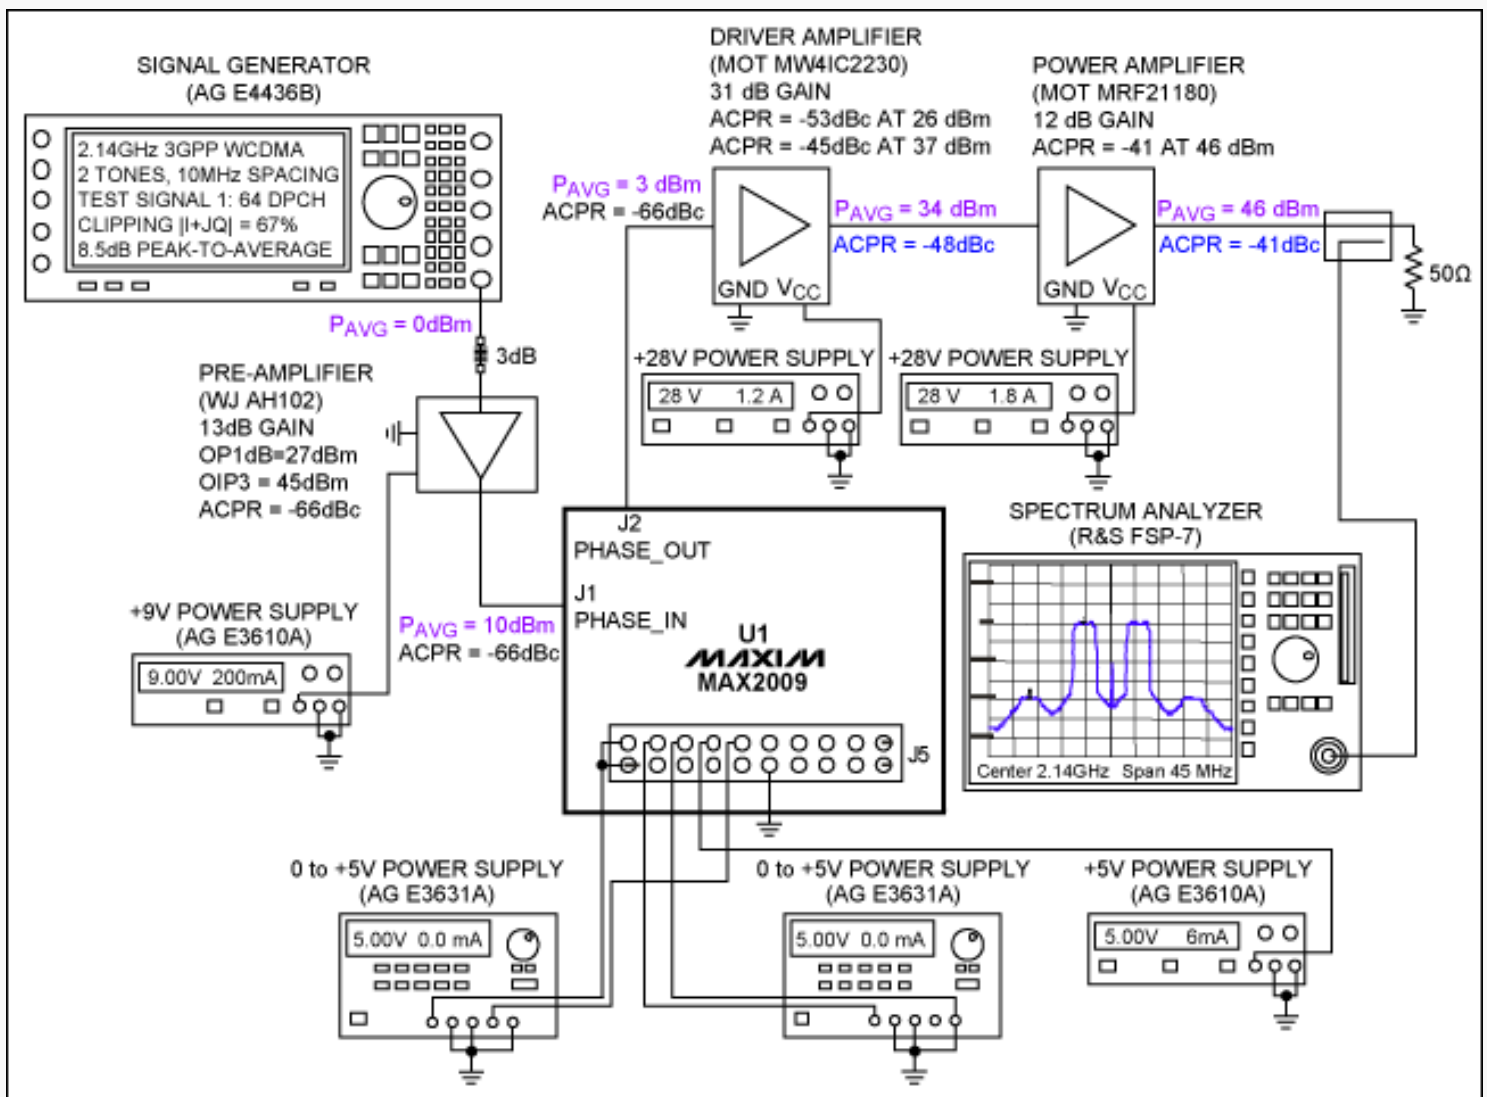 SIGNAL GENERATOR
(AG E4436B)
2.14GHz 3GPP WCDMA
2 TONES, 10MHz SPACING
TEST SIGNAL 1: 64 DPCH
CLIPPING |I+JQ| = 67%
8.5dB PEAK-TO-AVERAGE
PAVG = 0dBm
3dB
PRE-AMPLIFIER
(WJ AH102)
13dB GAIN
OP1dB=27dBm
OIP3 = 45dBm
ACPR = -66dBc
+9V POWER SUPPLY
(AG E3610A)
9.00V 200mA
PAVG = 10dBm
ACPR = -66dBc
DRIVER AMPLIFIER
(MOT MW4IC2230)
31 dB GAIN
ACPR = -53dBc AT 26 dBm
ACPR = -45dBc AT 37 dBm
PAVG = 3 dBm
ACPR = -66dBc
GND VCC
PAVG = 34 dBm
ACPR = -48dBc
POWER AMPLIFIER
(MOT MRF21180)
12 dB GAIN
ACPR = -41 AT 46 dBm
GND VCC
PAVG = 46 dBm
ACPR = -41dBc
50Ω
+28V POWER SUPPLY
28 V 1.2 A
+28V POWER SUPPLY
28 V 1.8 A
J2
PHASE_OUT
J1
PHASE_IN
U1
MAXIM
MAX2009
J5
SPECTRUM ANALYZER
(R&S FSP-7)
1
Center 2.14GHz Span 45 MHz
0 to +5V POWER SUPPLY
(AG E3631A)
5.00V 0.0 mA
0 to +5V POWER SUPPLY
(AG E3631A)
5.00V 0.0 mA
+5V POWER SUPPLY
(AG E3610A)
5.00V 6mA